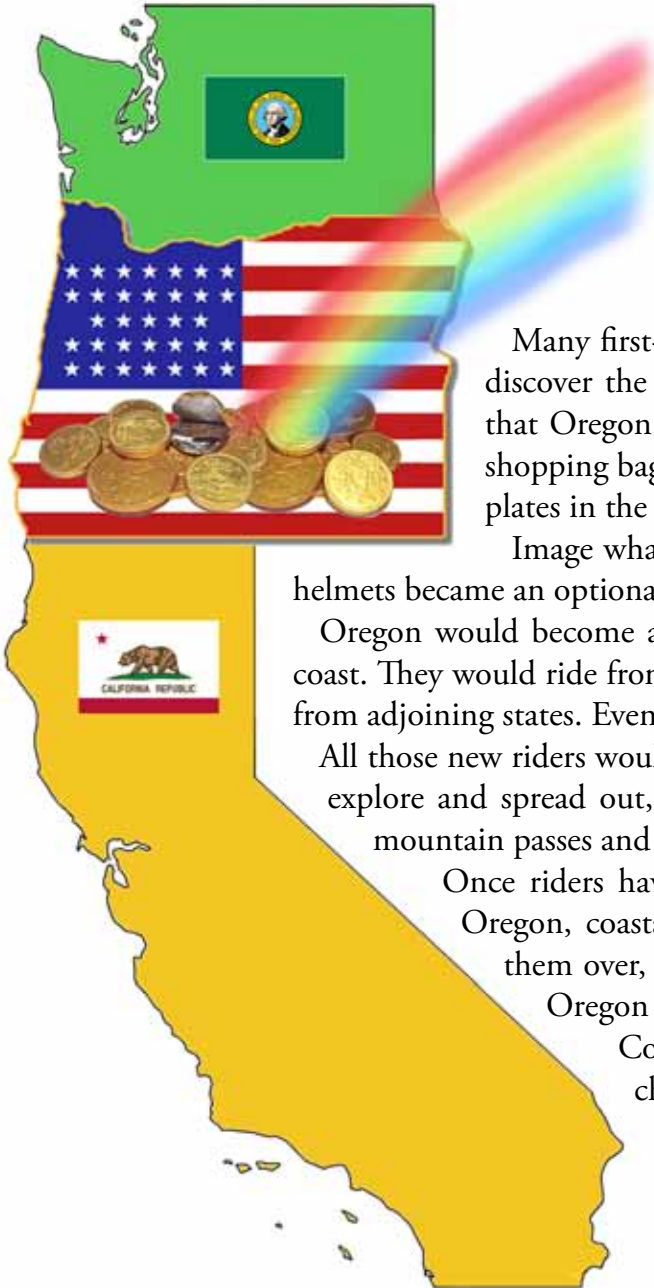 CALIFORNIA REPUBLIC
Many first-
discover the
that Oregon
shopping bag
plates in the
Image wha
helmets became an optiona
Oregon would become a
coast. They would ride fron
from adjoining states. Even
All those new riders woul
explore and spread out,
mountain passes and
Once riders hav
Oregon, coasta
them over,
Oregon
Co
ch